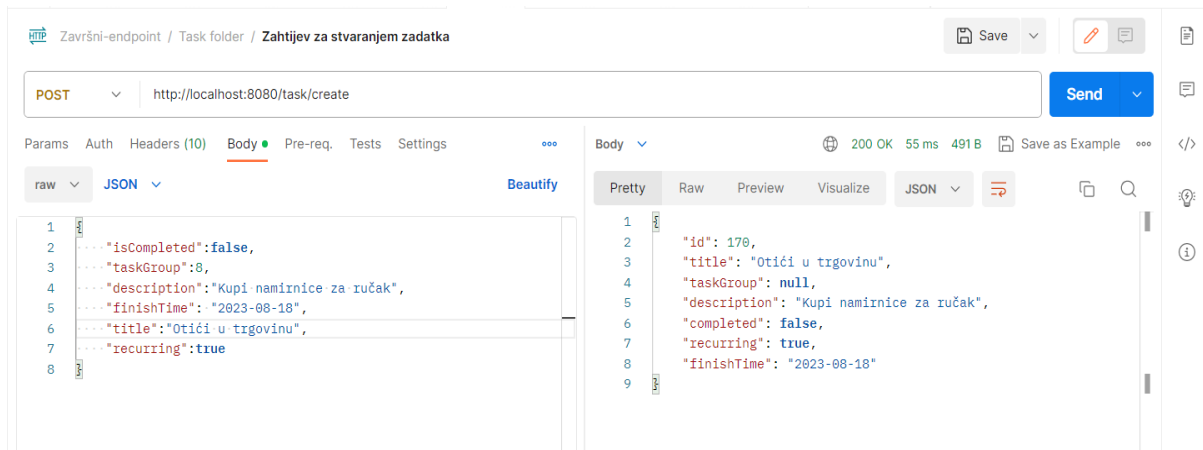 HTTP Završni-endpoint / Task folder / Zahtijev za stvaranjem zadatka Save
POST http://localhost:8080/task/create Send
Params Auth Headers (10) Body Pre-req. Tests Settings
raw JSON Beautify
1 {
2 "isCompleted":false,
3 "taskGroup":8,
4 "description":"Kupi namirnice za ručak",
5 "finishTime": "2023-08-18",
6 "title":"Otići u trgovinu",
7 "recurring":true
8 }
Body 200 OK 55 ms 491 B Save as Example
Pretty Raw Preview Visualize JSON
1 {
2 "id": 170,
3 "title": "Otići u trgovinu",
4 "taskGroup": null,
5 "description": "Kupi namirnice za ručak",
6 "completed": false,
7 "recurring": true,
8 "finishTime": "2023-08-18"
9 }